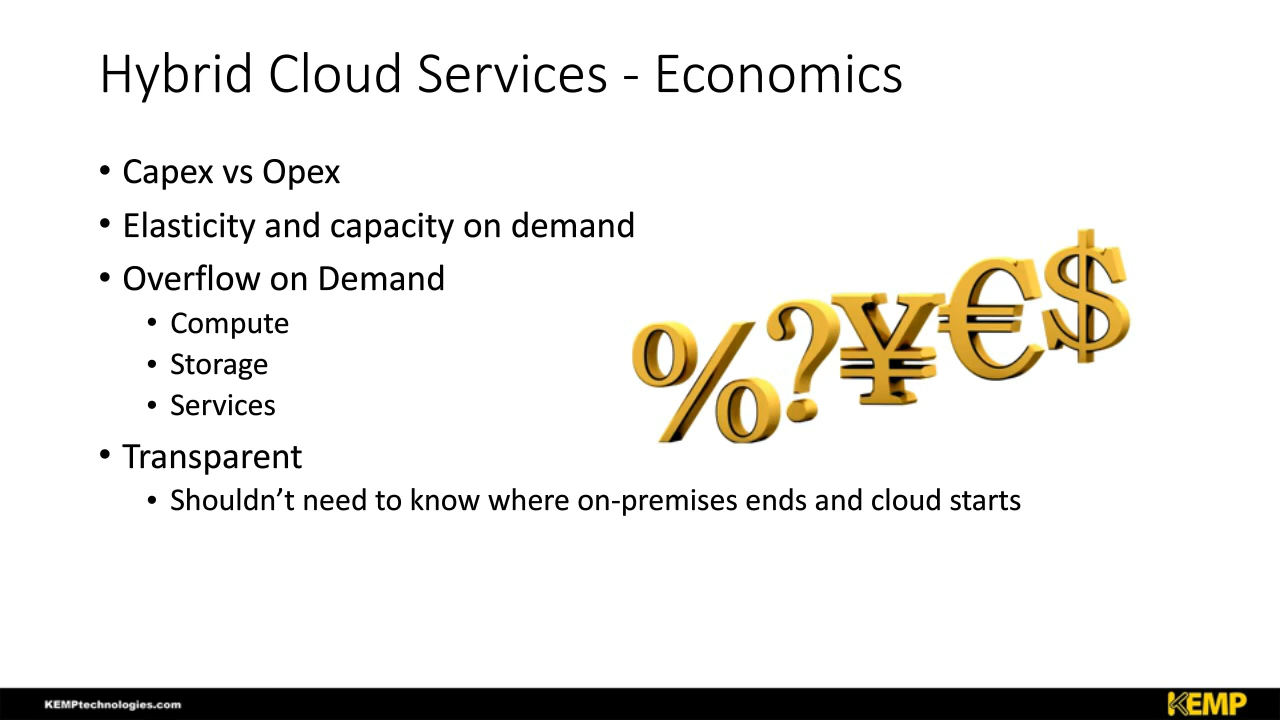 Hybrid Cloud Services - Economics
• Capex vs Opex
• Elasticity and capacity on demand
• Overflow on Demand
• Compute
• Storage
• Services
• Transparent
• Shouldn’t need to know where on-premises ends and cloud starts
%?¥€$
KEMPtechnologies.com
KEMP